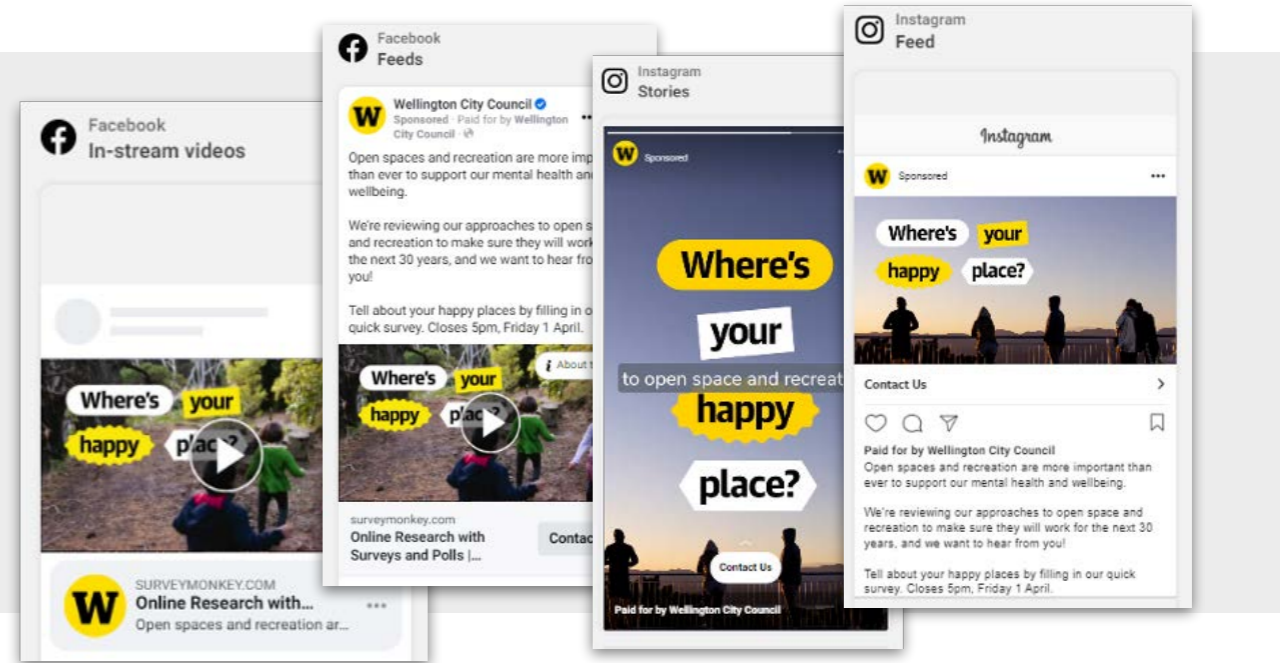 Facebook
In-stream videos
Where's your
happy place?
W
SURVEYMONKEY.COM
Online Research with...
Open spaces and recreation ar...
Facebook
Feeds
W
Wellington City Council
Sponsored · Paid for by Wellington
City Council ·
Open spaces and recreation are more imp
than ever to support our mental health an
wellbeing.
We're reviewing our approaches to open s
and recreation to make sure they will work
the next 30 years, and we want to hear fro
you!
Tell about your happy places by filling in o
quick survey. Closes 5pm, Friday 1 April.
i About t
Where's your
happy place?
surveymonkey.com
Online Research with
Surveys and Polls |...
Contac
Instagram
Stories
W Sponsored
Where's
your
to open space and recreat
happy
place?
Contact Us
Paid for by Wellington City Council
Instagram
Feed
Instagram
W Sponsored
Where's your
happy place?
Contact Us
Paid for by Wellington City Council
Open spaces and recreation are more important than
ever to support our mental health and wellbeing.
We're reviewing our approaches to open space and
recreation to make sure they will work for the next 30
years, and we want to hear from you!
Tell about your happy places by filling in our quick
survey. Closes 5pm, Friday 1 April.